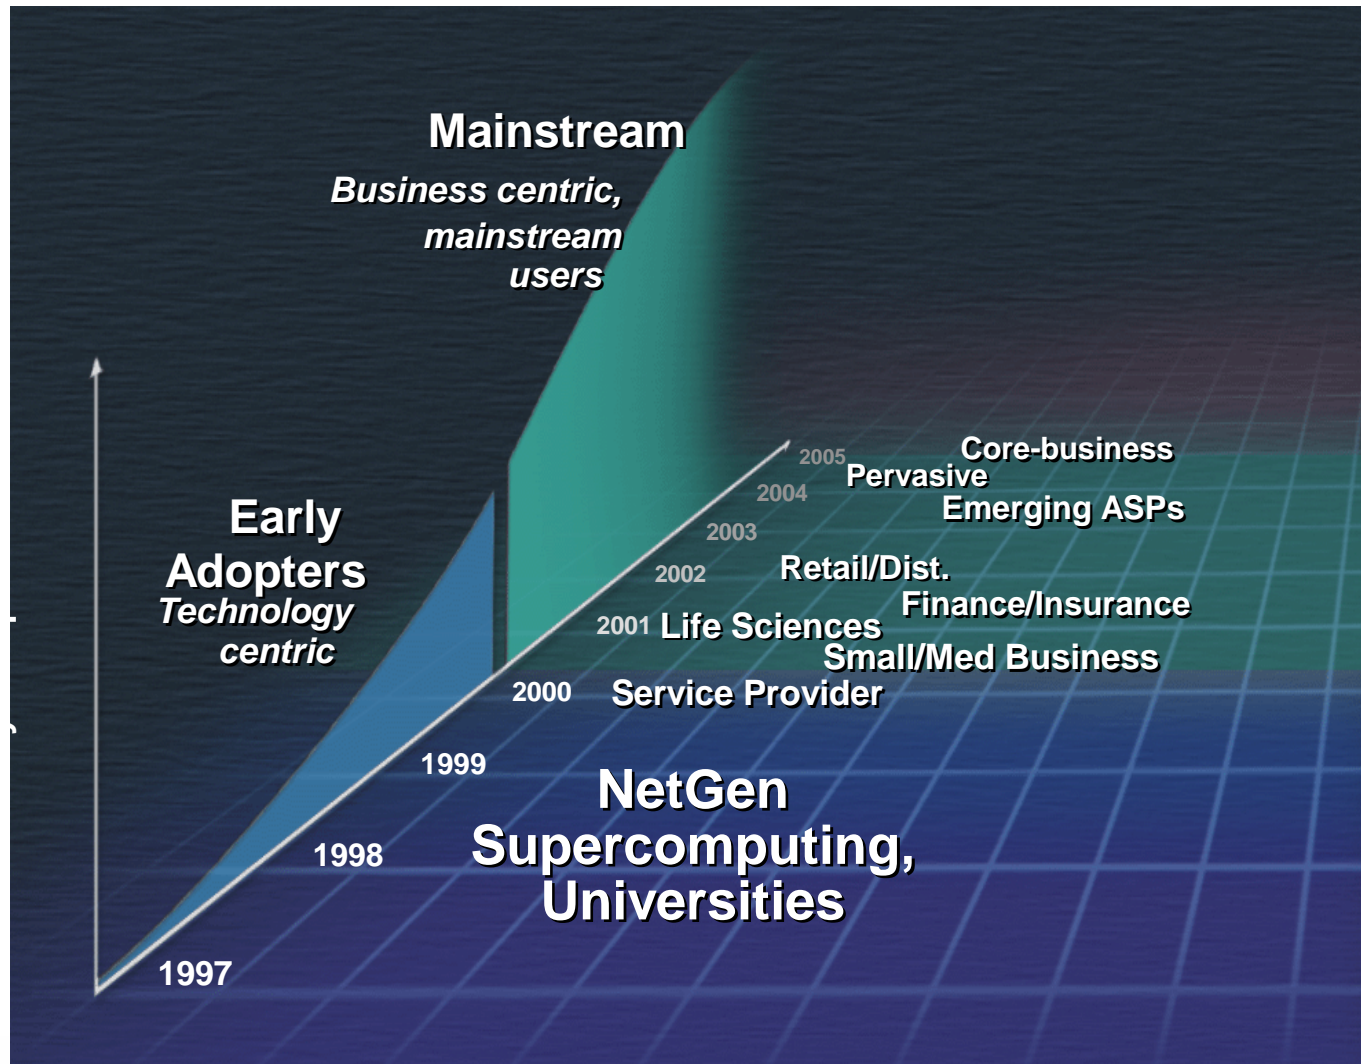 Mainstream
Business centric,
mainstream
users
Early
Adopters
Technology
centric
2005
Core-business
Pervasive
2004
Emerging ASPs
2003
2002
Retail/Dist.
Finance/Insurance
2001
Life Sciences
Small/Med Business
2000
Service Provider
1999
NetGen
Supercomputing,
Universities
1998
1997